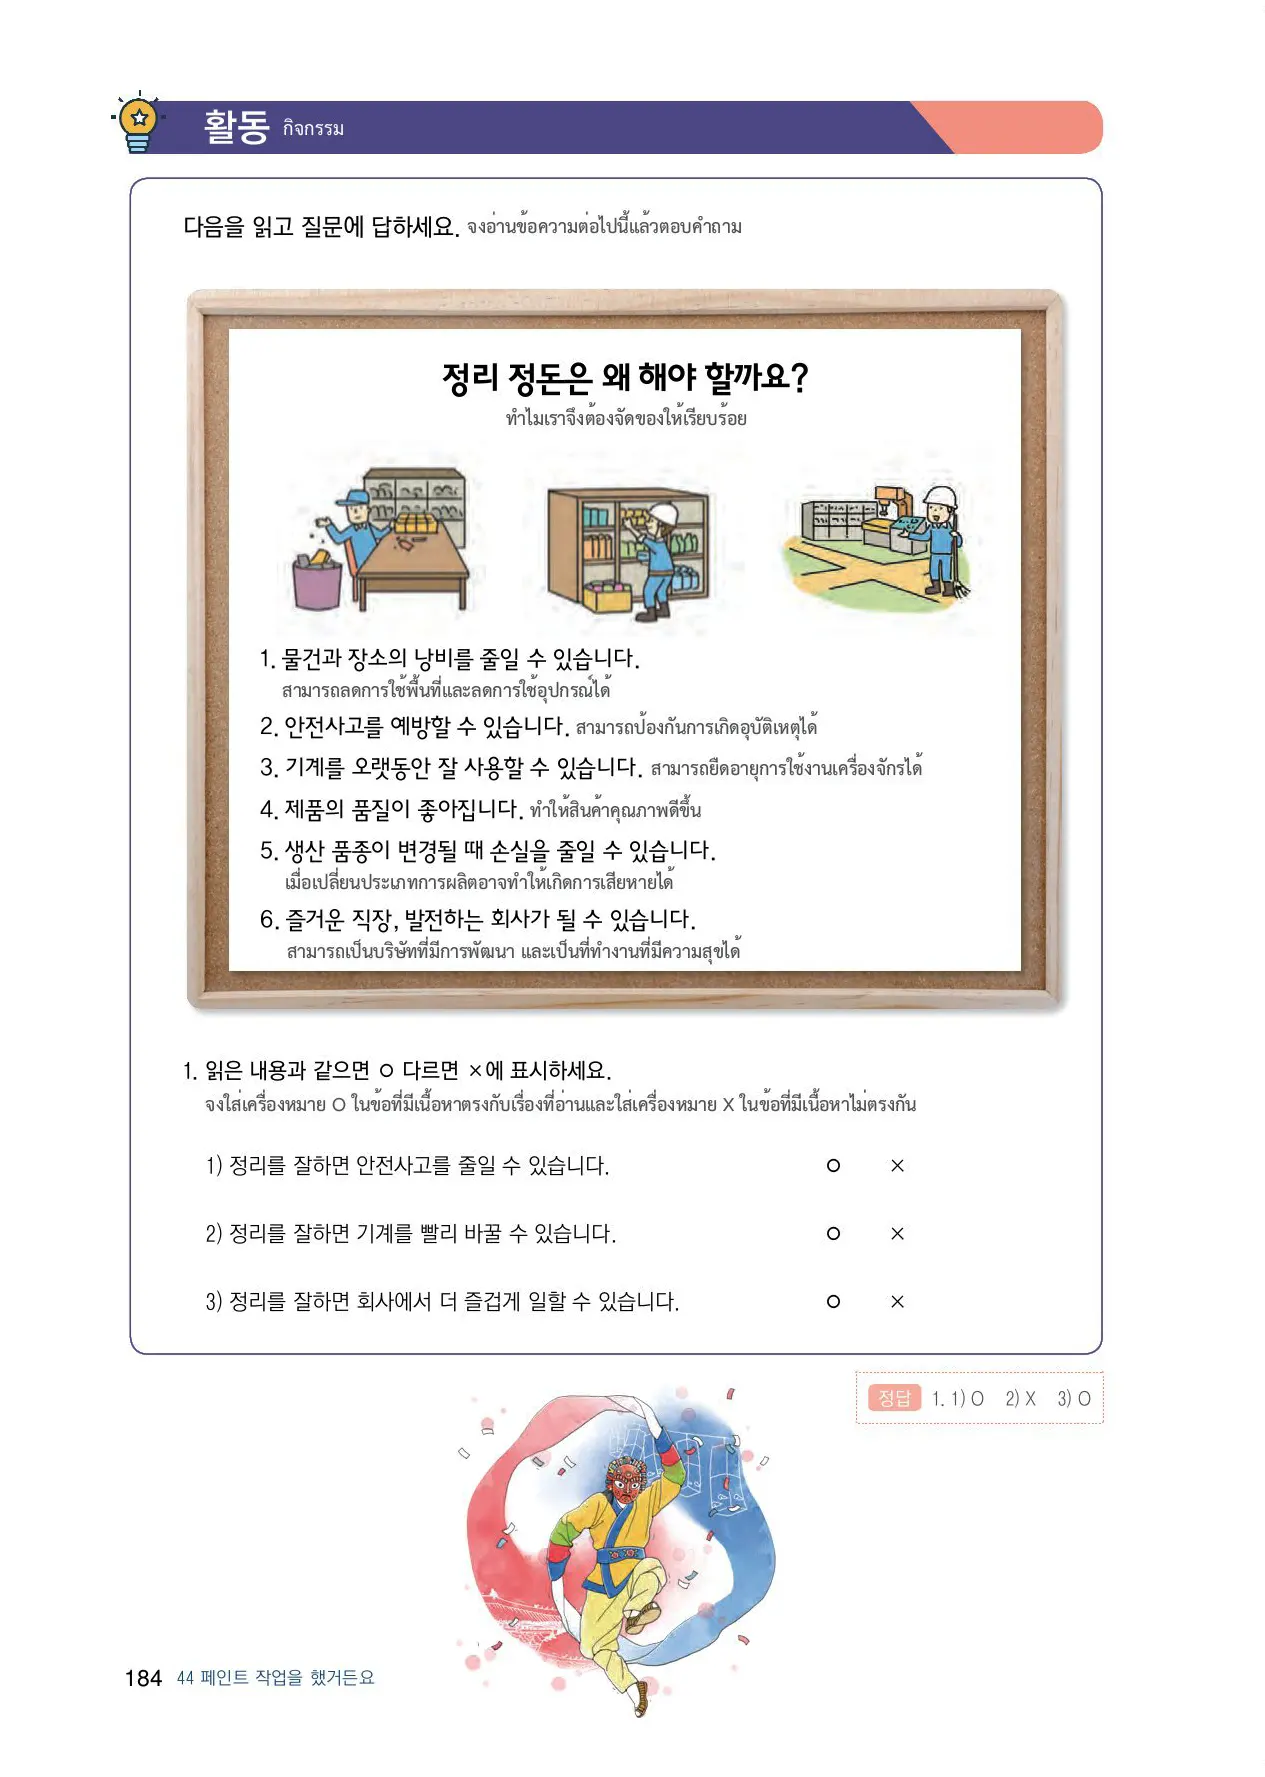 활동 กิจกรรม
다음을 읽고 질문에 답하세요. จงอ่านข้อความต่อไปนี้แล้วตอบคำถาม
정리 정돈은 왜 해야 할까요?
ทำไมเราจึงต้องจัดของให้เรียบร้อย
1. 물건과 장소의 낭비를 줄일 수 있습니다.
สามารถลดการใช้พื้นที่และลดการใช้อุปกรณ์ได้
2. 안전사고를 예방할 수 있습니다. สามารถป้องกันการเกิดอุบัติเหตุได้
3. 기계를 오랫동안 잘 사용할 수 있습니다. สามารถยืดอายุการใช้งานเครื่องจักรได้
4. 제품의 품질이 좋아집니다. ทำให้สินค้าคุณภาพดีขึ้น
5. 생산 품종이 변경될 때 손실을 줄일 수 있습니다.
เมื่อเปลี่ยนประเภทการผลิตอาจทำให้เกิดการเสียหายได้
6. 즐거운 직장, 발전하는 회사가 될 수 있습니다.
สามารถเป็นบริษัทที่มีการพัฒนา และเป็นที่ทำงานที่มีความสุขได้
1. 읽은 내용과 같으면 ㅇ 다르면 ×에 표시하세요.
จงใส่เครื่องหมาย O ในข้อที่มีเนื้อหาตรงกับเรื่องที่อ่านและใส่เครื่องหมาย X ในข้อที่มีเนื้อหาไม่ตรงกัน
1) 정리를 잘하면 안전사고를 줄일 수 있습니다. ㅇ ×
2) 정리를 잘하면 기계를 빨리 바꿀 수 있습니다. ㅇ ×
3) 정리를 잘하면 회사에서 더 즐겁게 일할 수 있습니다. ㅇ ×
정답 1. 1) O 2) X 3) O
184 44 페인트 작업을 했거든요